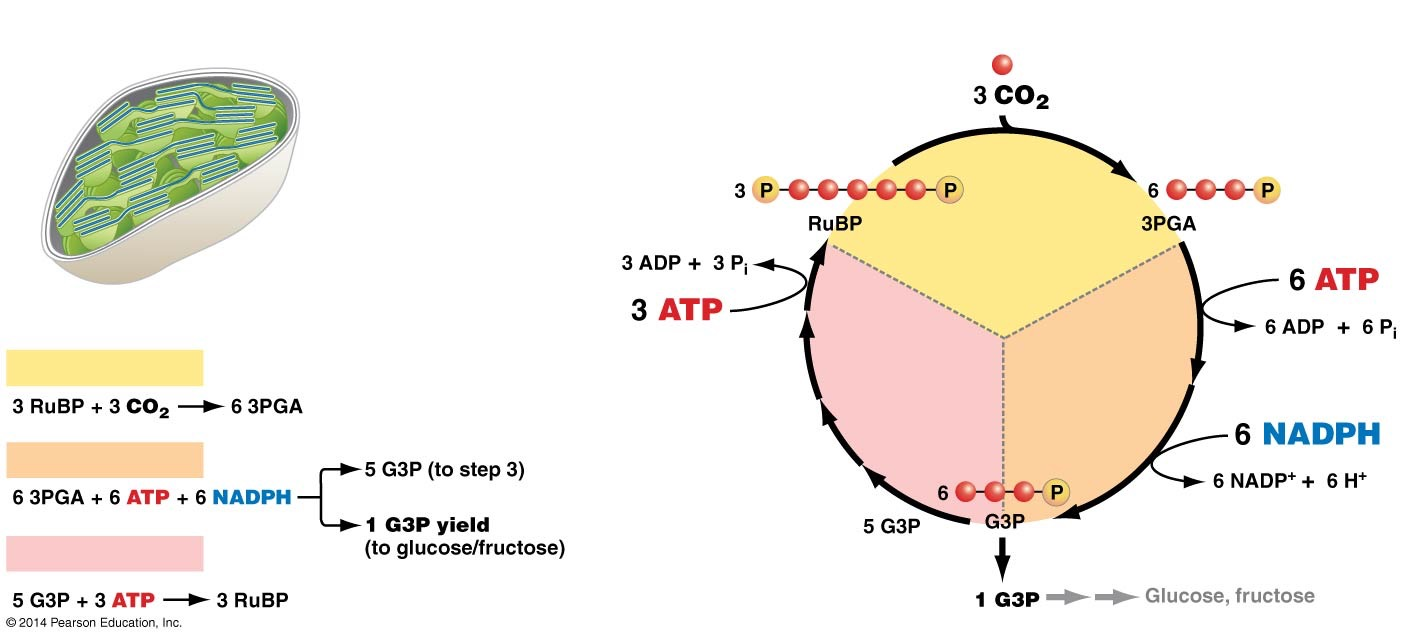 3 CO₂
3 P P
RuBP
6 P
3PGA
3 ADP + 3 Pᵢ
3 ATP
6 ATP
6 ADP + 6 Pᵢ
6 NADPH
6 NADP⁺ + 6 H⁺
6 P
G3P
5 G3P
1 G3P
Glucose, fructose
3 RuBP + 3 CO₂ → 6 3PGA
6 3PGA + 6 ATP + 6 NADPH
5 G3P (to step 3)
1 G3P yield
(to glucose/fructose)
5 G3P + 3 ATP → 3 RuBP
© 2014 Pearson Education, Inc.